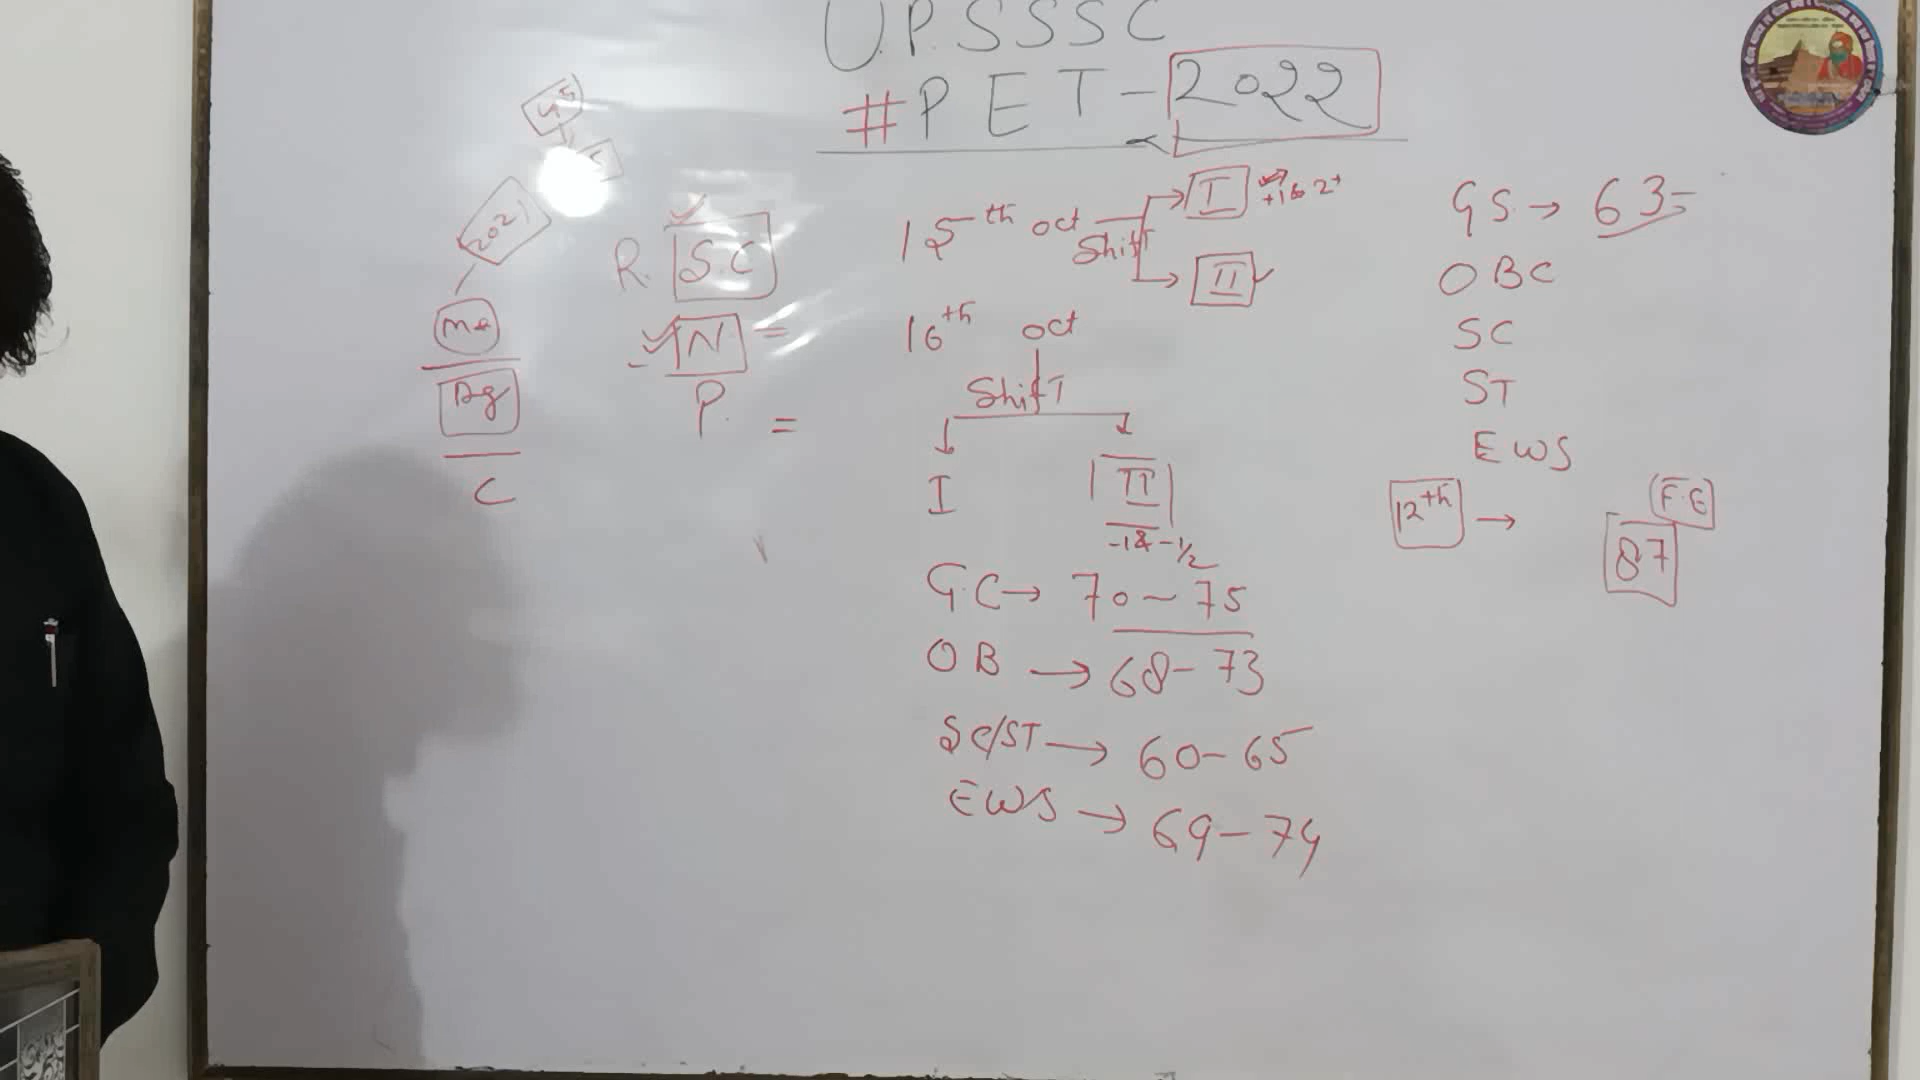 U.P.SSSC
#PET-2022
2021
R. S.C
N =
P. =
Ag
C
15th oct
Shift
I
II
16th oct
Shift
I
II
GC→ 70-75
OB → 68-73
SC/ST → 60-65
EWS → 69-74
GS → 63=
OBC
SC
ST
EWS
12th →
F.E
87